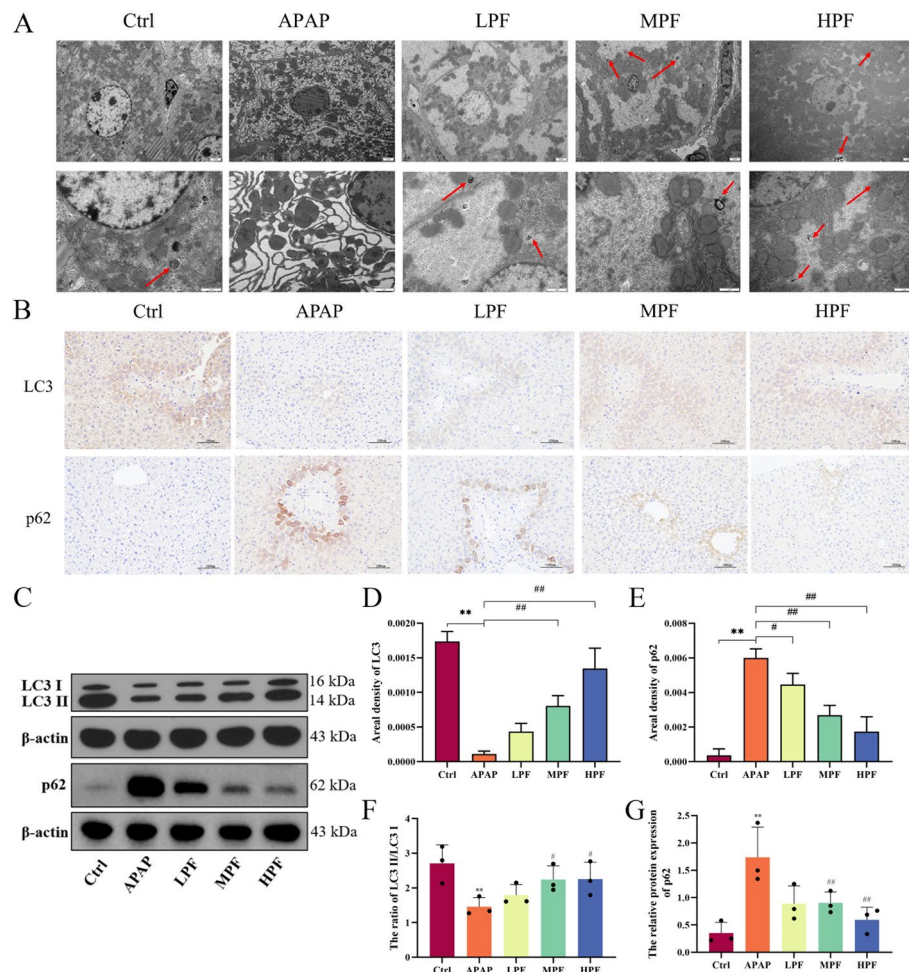 A
Ctrl APAP LPF MPF HPF
B
Ctrl APAP LPF MPF HPF
LC3
p62
C
LC3 I 16 kDa
LC3 II 14 kDa
β-actin 43 kDa
p62 62 kDa
β-actin 43 kDa
Ctrl APAP LPF MPF HPF
D
##
** ##
Areal density of LC3
0.0020
0.0015
0.0010
0.0005
0.0000
Ctrl APAP LPF MPF HPF
E
##
##
** #
Areal density of p62
0.008
0.006
0.004
0.002
0.000
Ctrl APAP LPF MPF HPF
F
The ratio of LC3 II/LC3 I
4
3
2
1
0
** # #
Ctrl APAP LPF MPF HPF
G
The relative protein expression
of p62
2.5
2.0
1.5
1.0
0.5
0.0
** ## ##
Ctrl APAP LPF MPF HPF